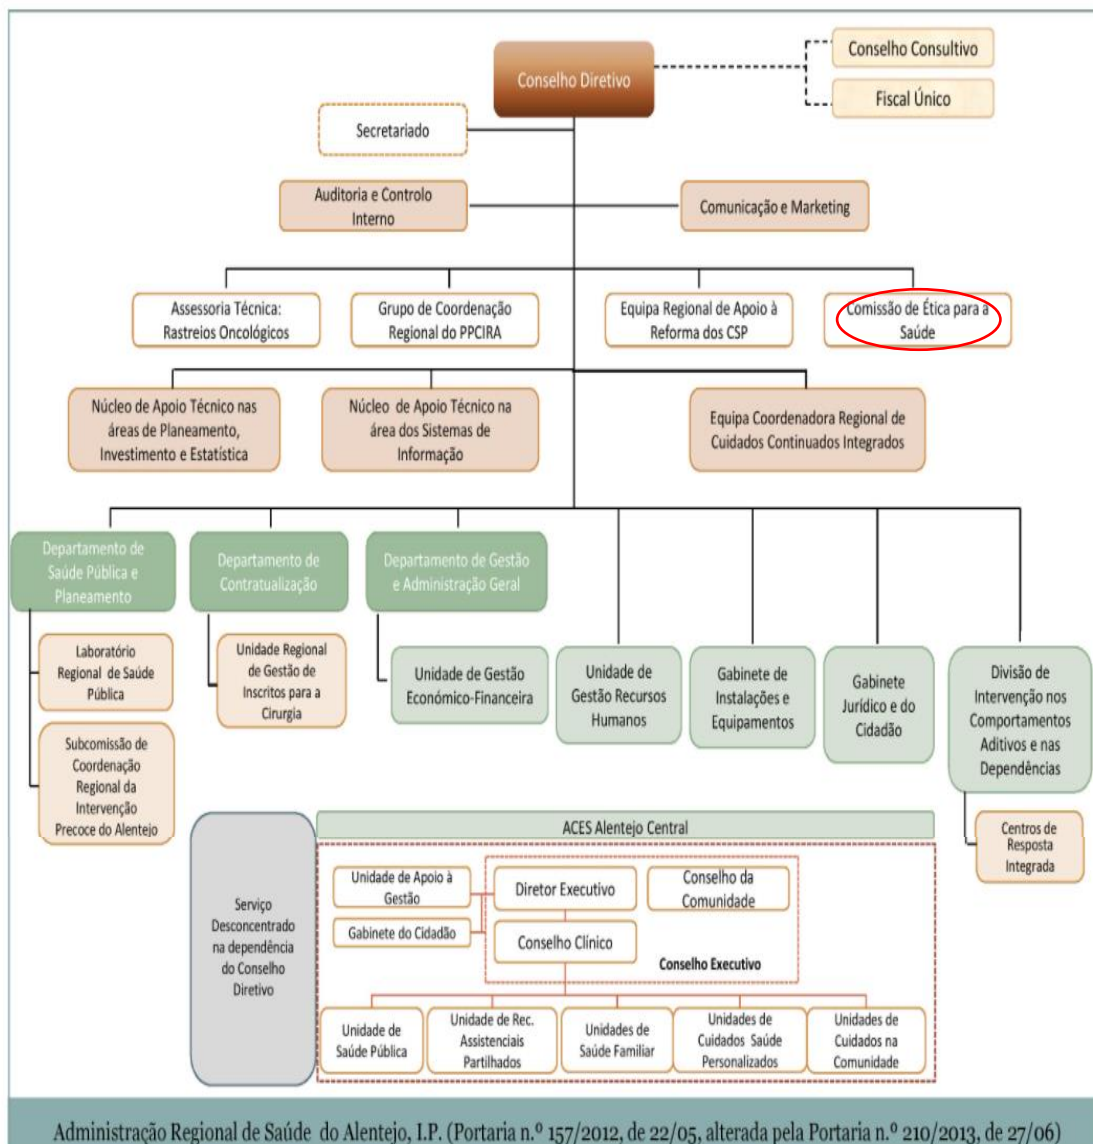 Conselho Diretivo
Conselho Consultivo
Fiscal Único
Secretariado
Auditoria e Controlo
Interno
Comunicação e Marketing
Assessoria Técnica:
Rastreios Oncológicos
Grupo de Coordenação
Regional do PPCIRA
Equipa Regional de Apoio à
Reforma dos CSP
Comissão de Ética para a
Saúde
Núcleo de Apoio Técnico nas
áreas de Planeamento,
Investimento e Estatística
Núcleo de Apoio Técnico na
área dos Sistemas de
Informação
Equipa Coordenadora Regional de
Cuidados Continuados Integrados
Departamento de
Saúde Pública e
Planeamento
Departamento de
Contratualização
Departamento de Gestão
e Administração Geral
Laboratório
Regional de Saúde
Pública
Unidade Regional
de Gestão de
Inscritos para a
Cirurgia
Unidade de Gestão
Económico-Financeira
Unidade de
Gestão Recursos
Humanos
Gabinete de
Instalações e
Equipamentos
Gabinete
Jurídico e do
Cidadão
Divisão de
Intervenção nos
Comportamentos
Aditivos e nas
Dependências
Subcomissão de
Coordenação
Regional da
Intervenção
Precoce do Alentejo
Centros de
Resposta
Integrada
Serviço
Desconcentrado
na dependência
do Conselho
Diretivo
ACES Alentejo Central
Unidade de Apoio à
Gestão
Diretor Executivo
Conselho da
Comunidade
Gabinete do Cidadão
Conselho Clínico
Conselho Executivo
Unidade de
Saúde Pública
Unidade de Rec.
Assistenciais
Partilhados
Unidades de
Saúde Familiar
Unidades de
Cuidados Saúde
Personalizados
Unidades de
Cuidados na
Comunidade
Administração Regional de Saúde do Alentejo, I.P. (Portaria n.º 157/2012, de 22/05, alterada pela Portaria n.º 210/2013, de 27/06)